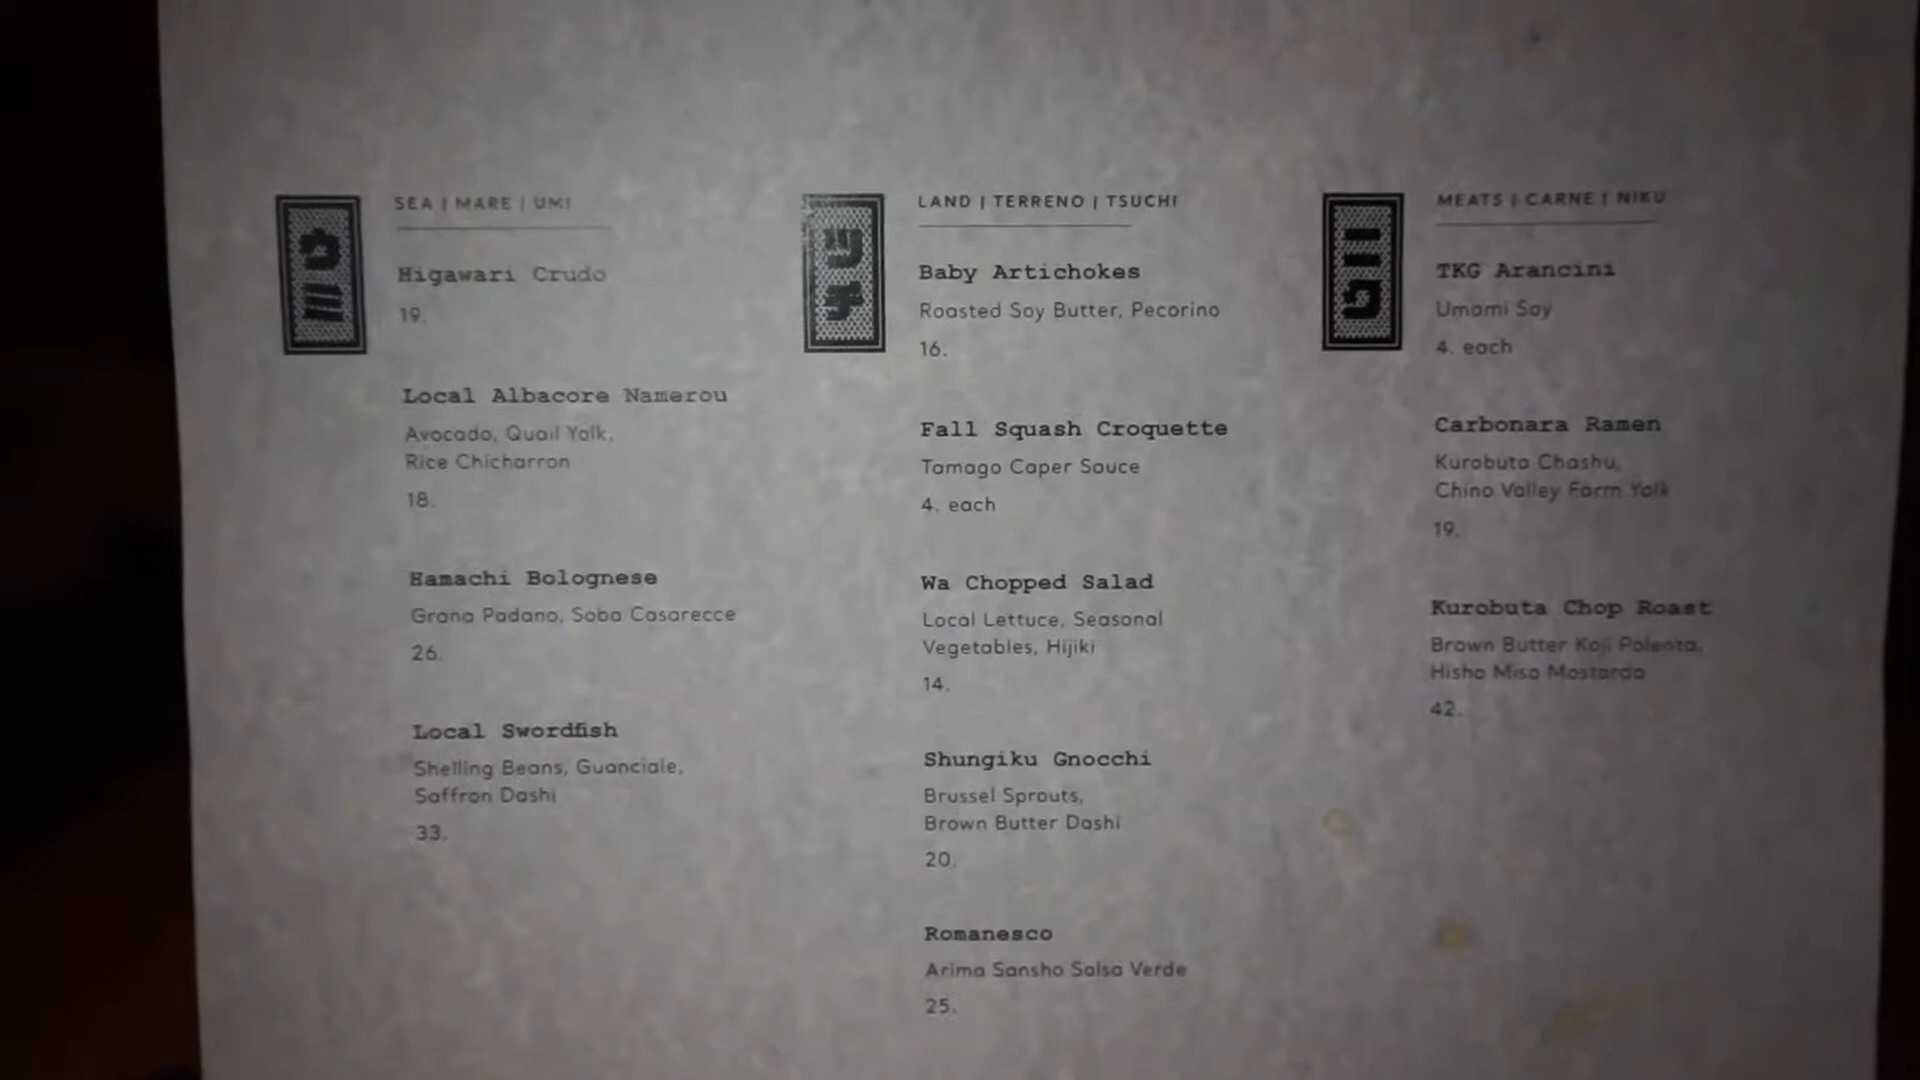 ウミ
SEA | MARE | UMI
Higawari Crudo
19.
Local Albacore Namerou
Avocado, Quail Yolk,
Rice Chicharron
18.
Hamachi Bolognese
Grana Padano, Soba Casarecce
26.
Local Swordfish
Shelling Beans, Guanciale,
Saffron Dashi
33.
ツチ
LAND | TERRENO | TSUCHI
Baby Artichokes
Roasted Soy Butter, Pecorino
16.
Fall Squash Croquette
Tamago Caper Sauce
4. each
Wa Chopped Salad
Local Lettuce, Seasonal
Vegetables, Hijiki
14.
Shungiku Gnocchi
Brussel Sprouts,
Brown Butter Dashi
20.
Romanesco
Arima Sansho Salsa Verde
25.
ニク
MEATS | CARNE | NIKU
TKG Arancini
Umami Soy
4. each
Carbonara Ramen
Kurobuta Chashu,
Chino Valley Farm Yolk
19.
Kurobuta Chop Roast
Brown Butter Koji Polenta,
Hisho Miso Mostarda
42.